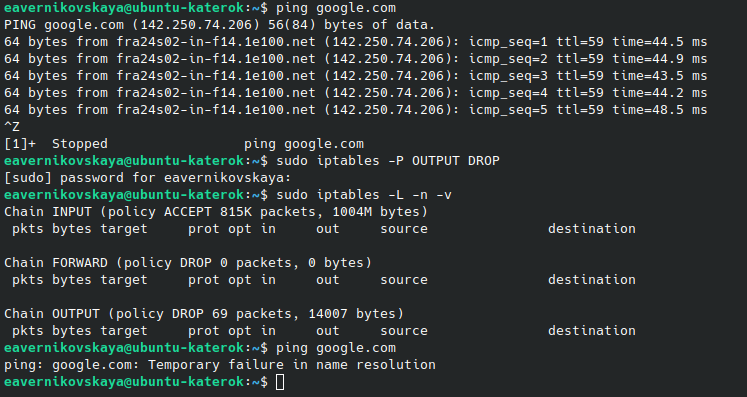 eavernikovskaya@ubuntu-katerok:~$ ping google.com
PING google.com (142.250.74.206) 56(84) bytes of data.
64 bytes from fra24s02-in-f14.1e100.net (142.250.74.206): icmp_seq=1 ttl=59 time=44.5 ms
64 bytes from fra24s02-in-f14.1e100.net (142.250.74.206): icmp_seq=2 ttl=59 time=44.9 ms
64 bytes from fra24s02-in-f14.1e100.net (142.250.74.206): icmp_seq=3 ttl=59 time=43.5 ms
64 bytes from fra24s02-in-f14.1e100.net (142.250.74.206): icmp_seq=4 ttl=59 time=44.2 ms
64 bytes from fra24s02-in-f14.1e100.net (142.250.74.206): icmp_seq=5 ttl=59 time=48.5 ms
^Z
[1]+  Stopped                 ping google.com
eavernikovskaya@ubuntu-katerok:~$ sudo iptables -P OUTPUT DROP
[sudo] password for eavernikovskaya:
eavernikovskaya@ubuntu-katerok:~$ sudo iptables -L -n -v
Chain INPUT (policy ACCEPT 815K packets, 1004M bytes)
 pkts bytes target     prot opt in     out     source               destination
Chain FORWARD (policy DROP 0 packets, 0 bytes)
 pkts bytes target     prot opt in     out     source               destination
Chain OUTPUT (policy DROP 69 packets, 14007 bytes)
 pkts bytes target     prot opt in     out     source               destination
eavernikovskaya@ubuntu-katerok:~$ ping google.com
ping: google.com: Temporary failure in name resolution
eavernikovskaya@ubuntu-katerok:~$